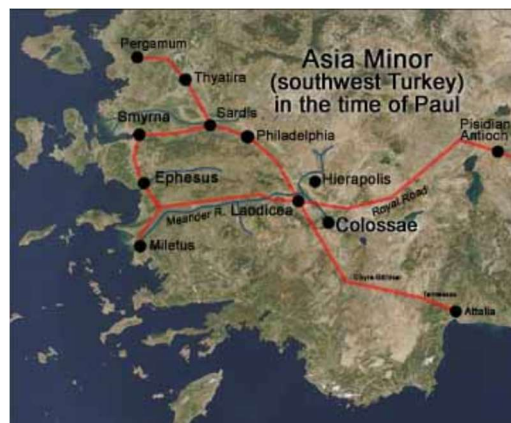 Pergamum
Asia Minor
(southwest Turkey)
in the time of Paul
Thyatira
Smyrna
Sardis
Philadelphia
Pisidian
Antioch
Hierapolis
Ephesus
Royal Road
Meander R.
Laodicea
Colossae
Miletus
Attalia